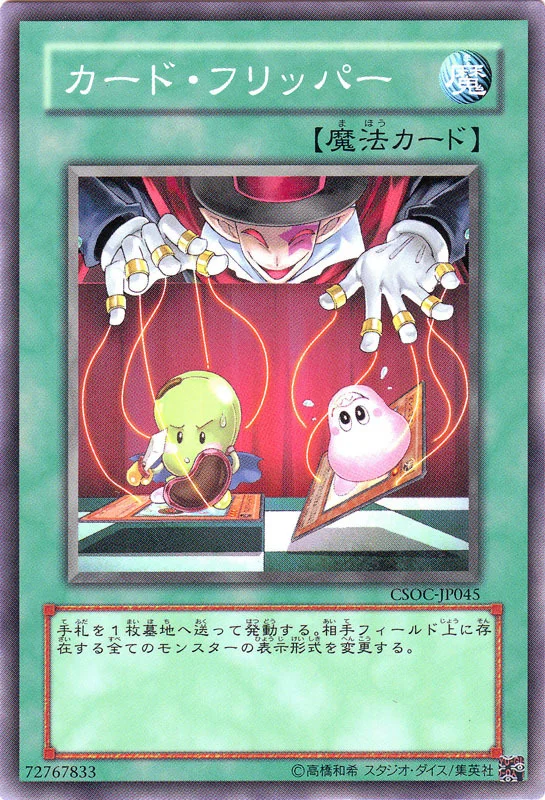 カード・フリッパー
魔
【魔法カード】
CSOC-JP045
手札を1枚墓地へ送って発動する。相手フィールド上に存
在する全てのモンスターの表示形式を変更する。
72767833
©高橋和希 スタジオ・ダイス/集英社